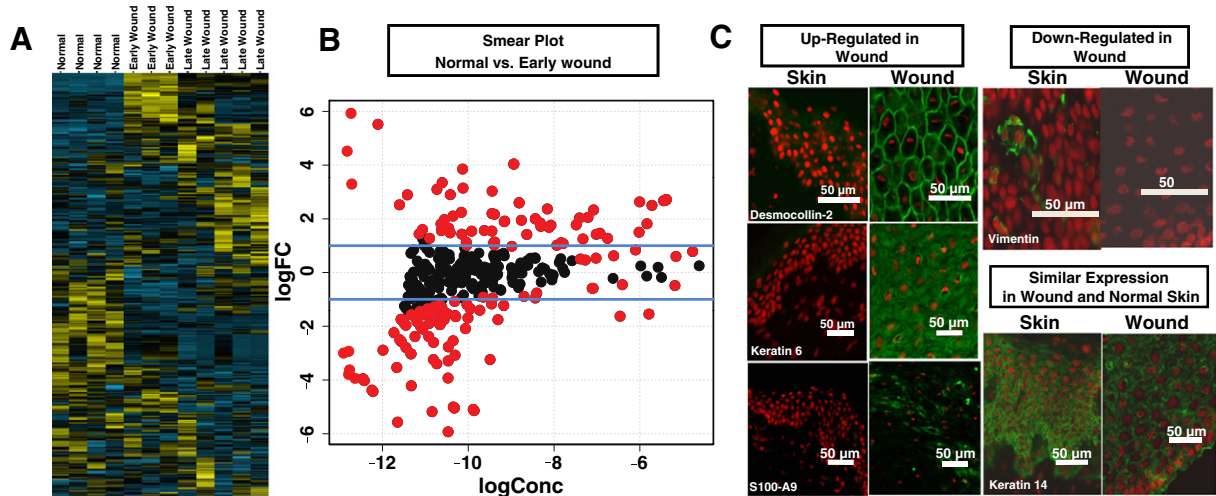 A
Normal
Normal
Normal
Normal
Early Wound
Early Wound
Early Wound
Late Wound
Late Wound
Late Wound
Late Wound
Late Wound
B
Smear Plot
Normal vs. Early wound
logFC
6
4
2
0
−2
−4
−6
−12
−10
−8
−6
logConc
C
Up-Regulated in
Wound
Skin
Wound
50 µm
50 µm
Desmocollin-2
50 µm
50 µm
Keratin 6
50 µm
50 µm
S100-A9
Down-Regulated in
Wound
Skin
Wound
50
50 µm
Vimentin
Similar Expression
in Wound and Normal Skin
Skin
Wound
50 µm
50 µm
Keratin 14